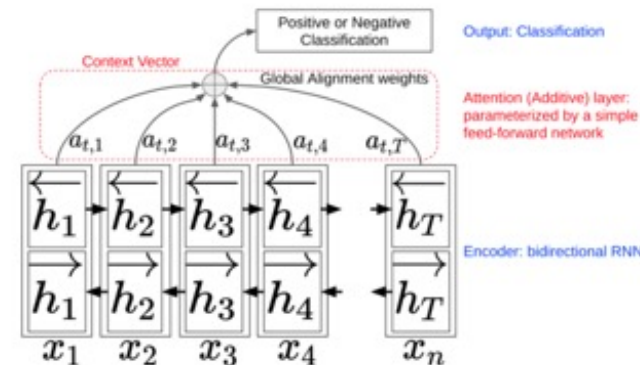 Positive or Negative
Classification
Output: Classification
Context Vector
Global Alignment weights
Attention (Additive) layer:
parameterized by a simple
feed-forward network
a_{t,1} a_{t,2} a_{t,3} a_{t,4} a_{t,T}
←h_1 ←h_2 ←h_3 ←h_4 ←h_T
Encoder: bidirectional RNN
→h_1 →h_2 →h_3 →h_4 →h_T
x_1 x_2 x_3 x_4 x_n